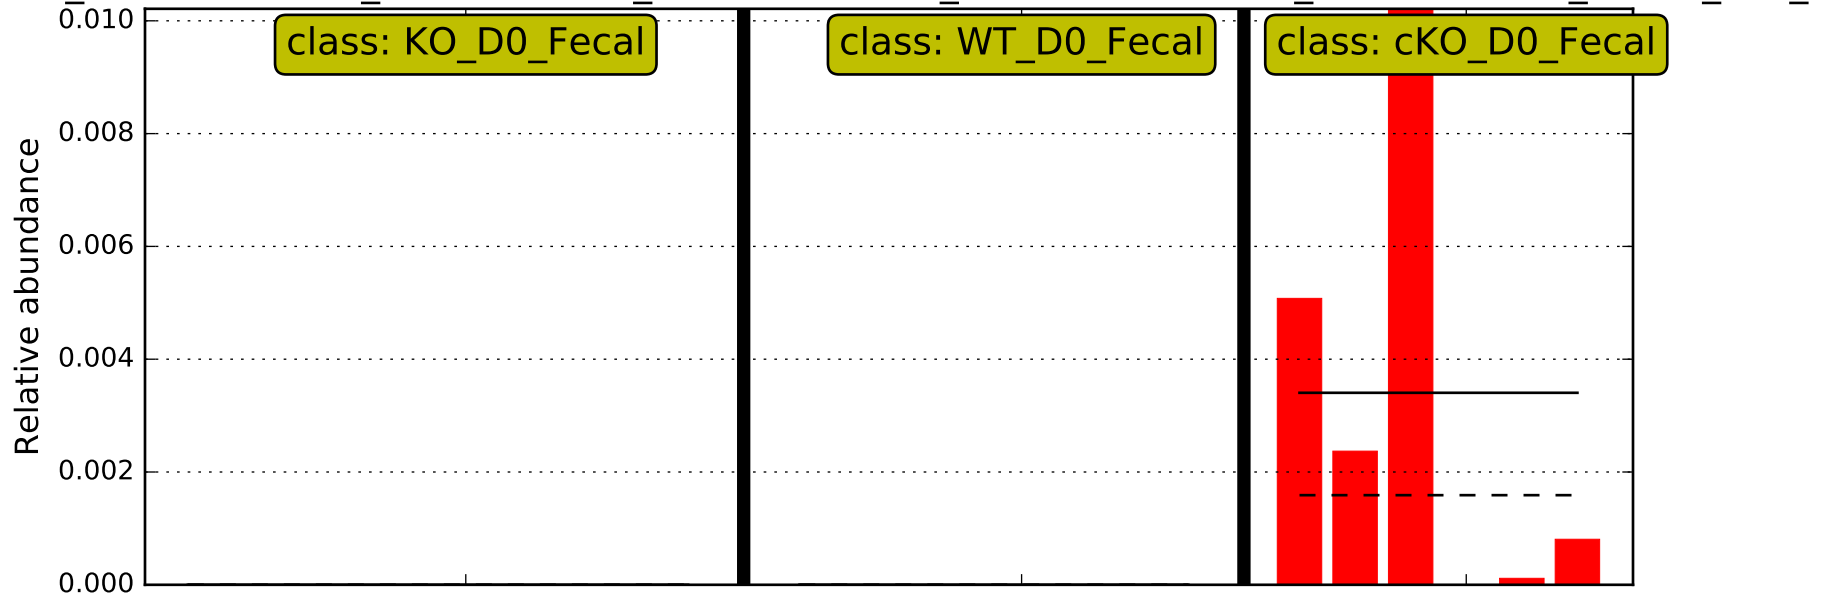 0.010
class: KO_D0_Fecal
class: WT_D0_Fecal
class: cKO_D0_Fecal
0.008
0.006
0.004
0.002
0.000
Relative abundance